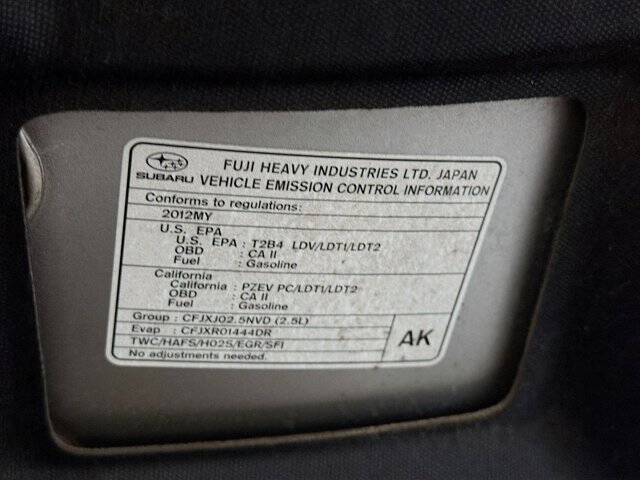 FUJI HEAVY INDUSTRIES LTD. JAPAN
SUBARU VEHICLE EMISSION CONTROL INFORMATION
Conforms to regulations:
2012MY
U.S. EPA
U.S. EPA : T2B4 LDV/LDT1/LDT2
OBD : CA II
Fuel : Gasoline
California
California : PZEV PC/LDT1/LDT2
OBD : CA II
Fuel : Gasoline
Group : CFJXJ02.5NVD (2.5L)
Evap : CFJXR01444DR
TWC/HAFS/HO2S/EGR/SFI
No adjustments needed.
AK